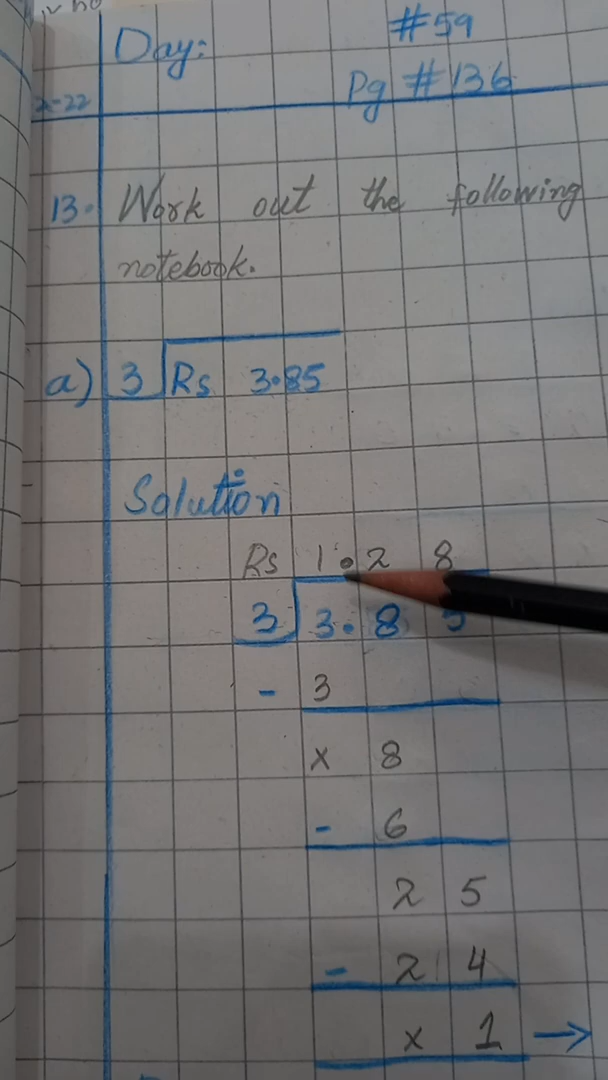 Day: #59
Pg #136
13. Work out the following
notebook.
a) 3 Rs 3.85
Solution
Rs 1.2 8
3 3.8 5
- 3
x 8
- 6
2 5
- 2 4
x 1 →